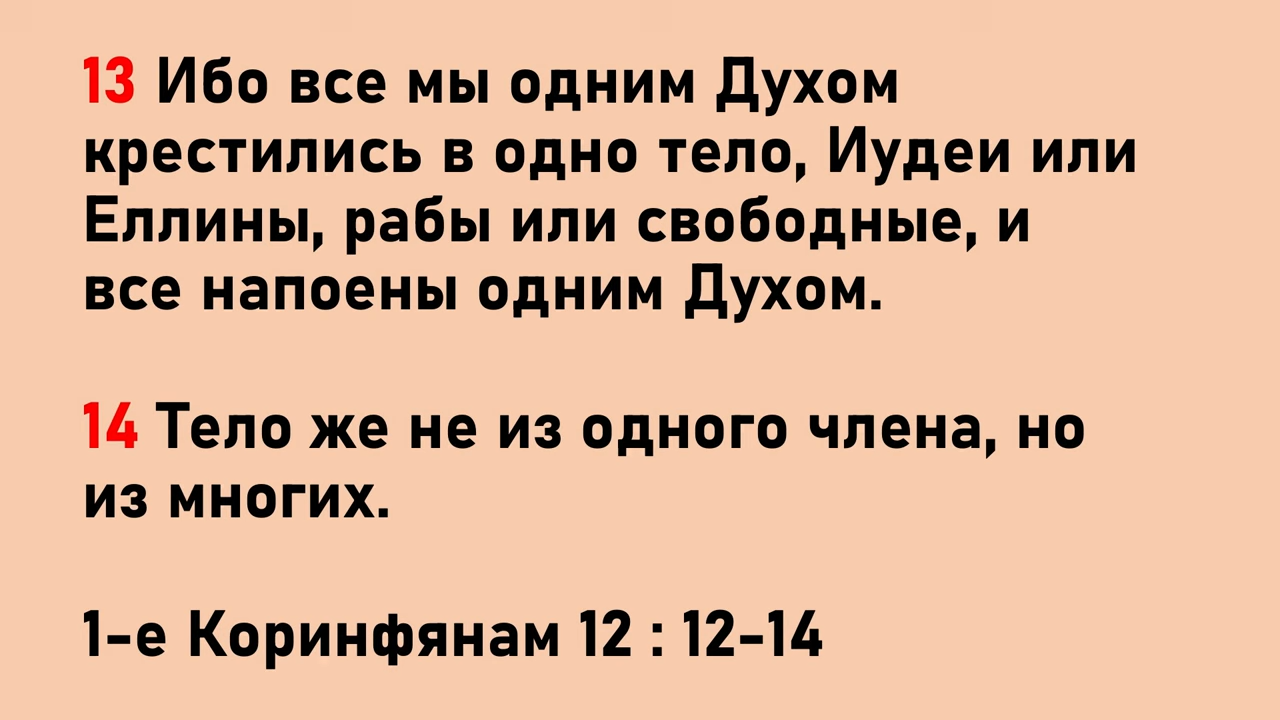 13 Ибо все мы одним Духом
крестились в одно тело, Иудеи или
Еллины, рабы или свободные, и
все напоены одним Духом.
14 Тело же не из одного члена, но
из многих.
1-е Коринфянам 12 : 12-14